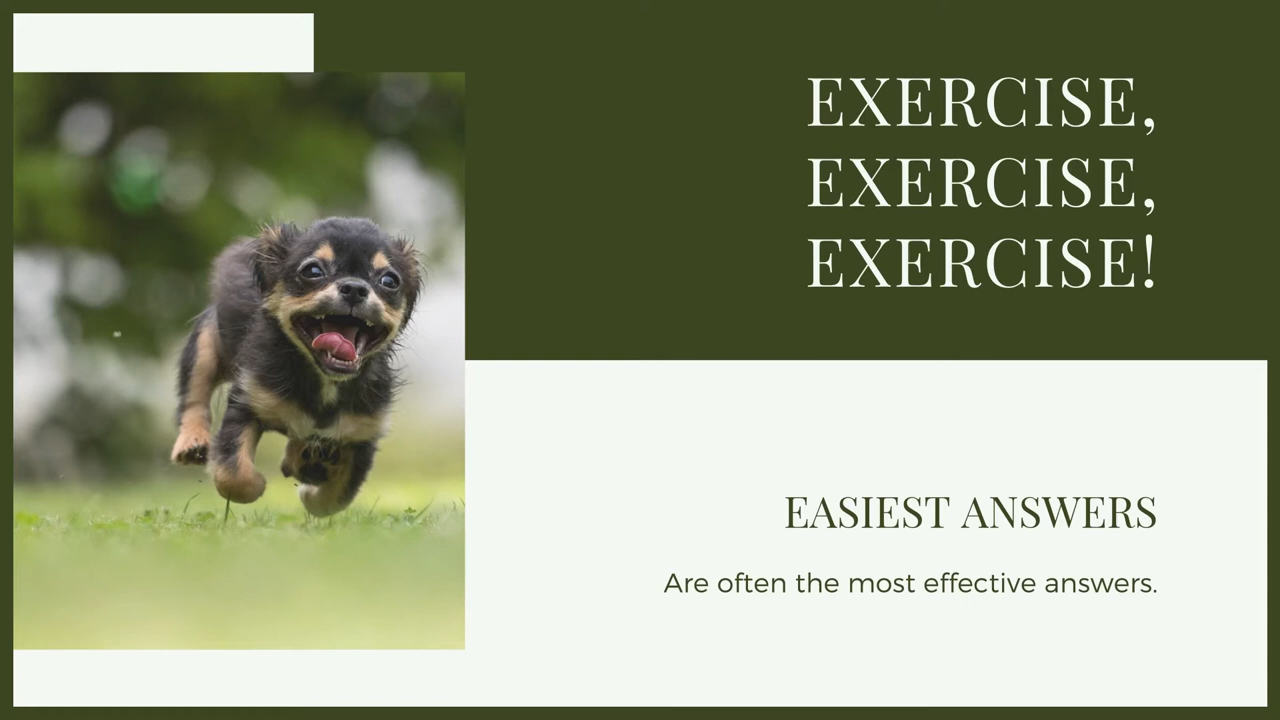 EXERCISE,
EXERCISE,
EXERCISE!
EASIEST ANSWERS
Are often the most effective answers.